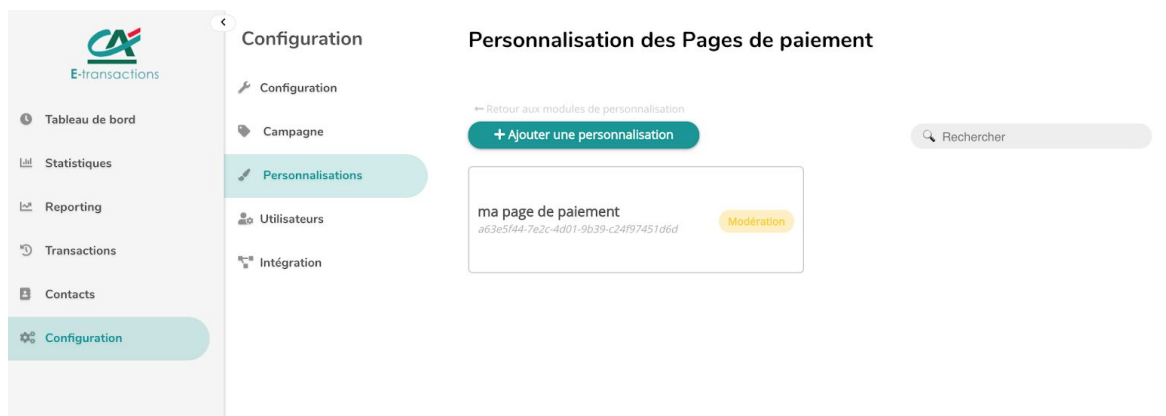 E-transactions
Tableau de bord
Statistiques
Reporting
Transactions
Contacts
Configuration
Configuration
Configuration
Campagne
Personnalisations
Utilisateurs
Intégration
Personnalisation des Pages de paiement
← Retour aux modules de personnalisation
+ Ajouter une personnalisation
Rechercher
ma page de paiement
a63e5f44-7e2c-4d01-9b39-c24f97451d6d
Modération